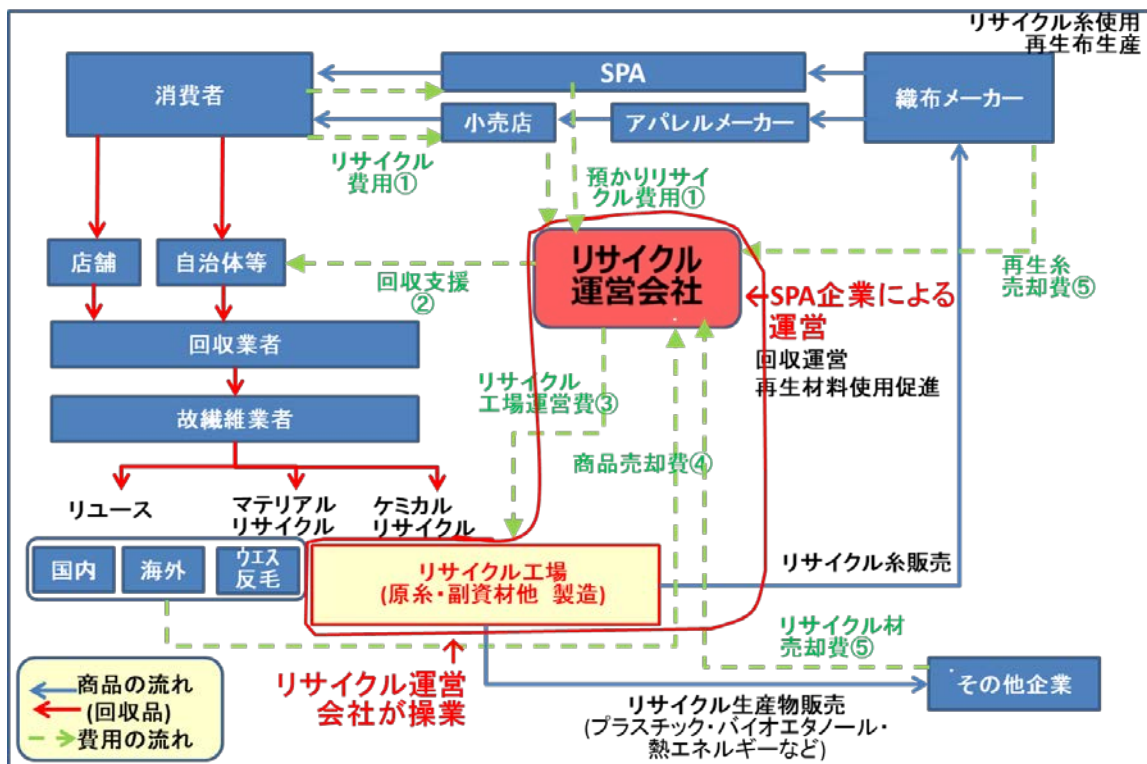 リサイクル糸使用
再生布生産
消費者
SPA
織布メーカー
小売店
アパレルメーカー
リサイクル
費用①
預かりリサイ
クル費用①
店舗
自治体等
回収支援
②
リサイクル
運営会社
←SPA企業による
運営
回収運営
再生材料使用促進
再生糸
売却費⑤
回収業者
リサイクル
工場運営費③
故繊維業者
商品売却費④
リユース
マテリアル
リサイクル
ケミカル
リサイクル
国内
海外
ウエス
反毛
リサイクル工場
(原糸・副資材他 製造)
リサイクル糸販売
リサイクル材
売却費⑤
↑
リサイクル運営
会社が操業
その他企業
リサイクル生産物販売
(プラスチック・バイオエタノール・
熱エネルギーなど)
商品の流れ
(回収品)
費用の流れ